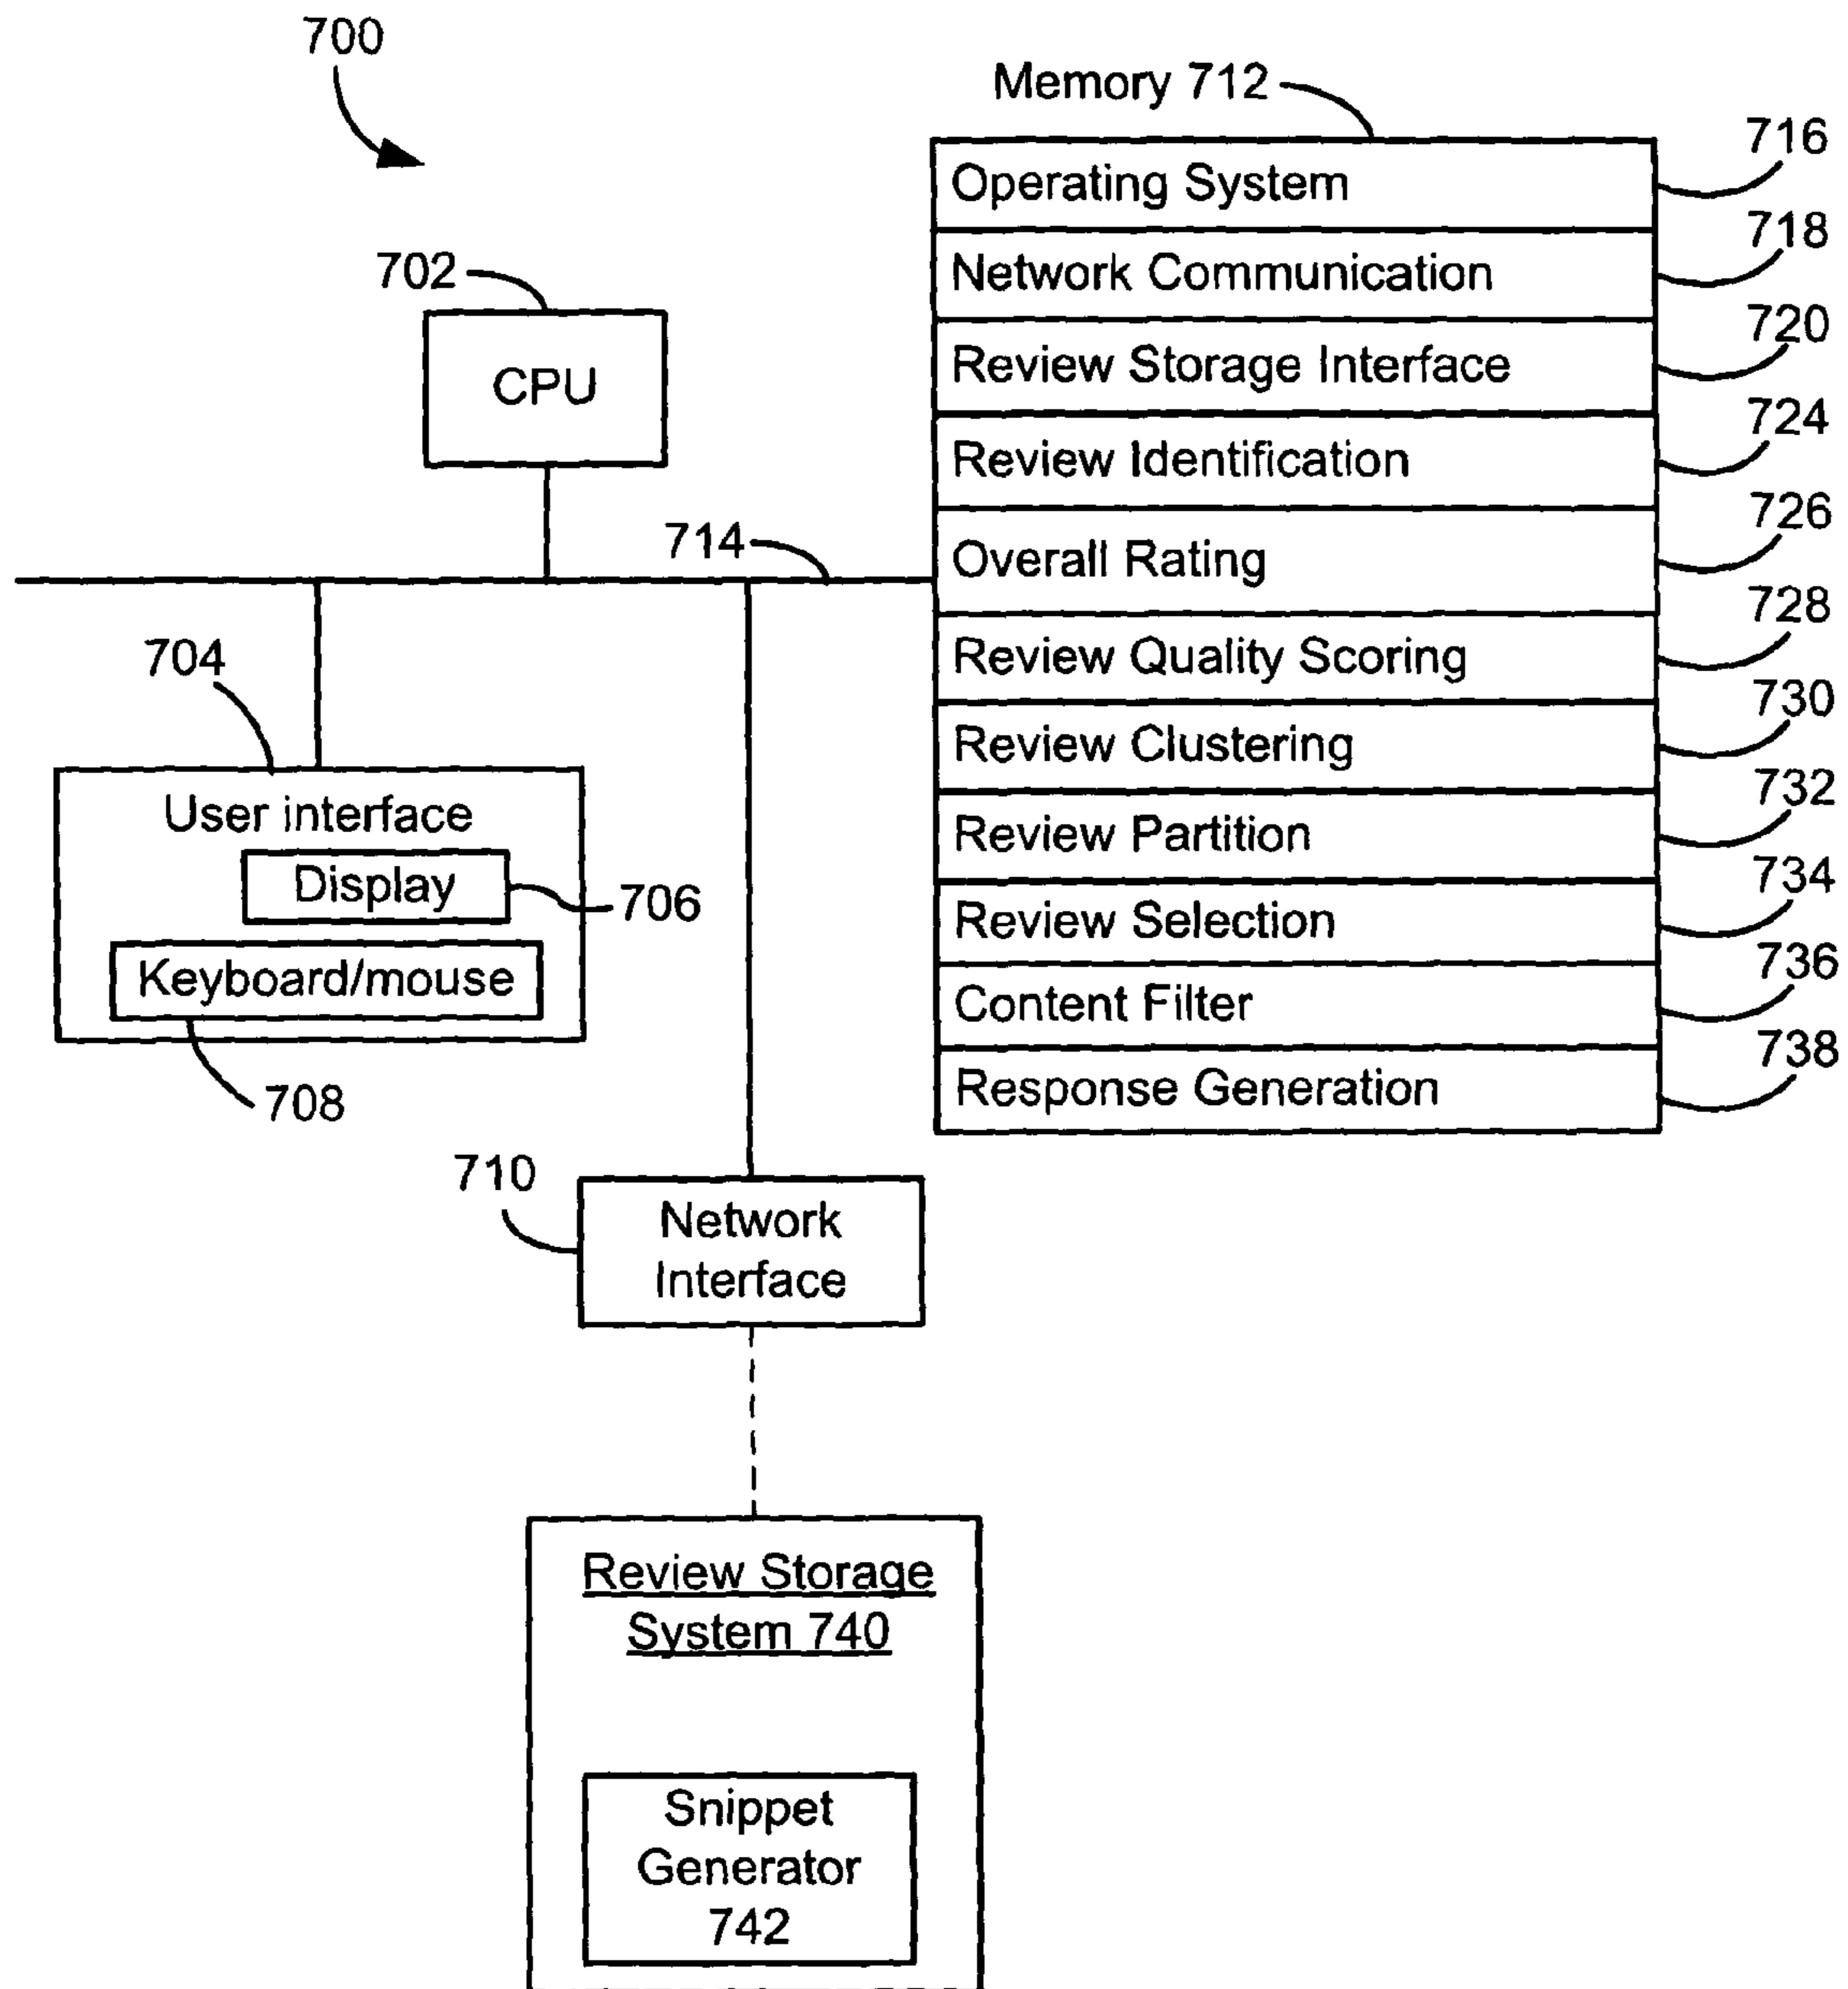 700
Memory 712
716
Operating System
718
Network Communication
702
720
CPU
Review Storage Interface
724
Review Identification
726
714
Overall Rating
728
704
Review Quality Scoring
730
User interface
Review Clustering
732
Display
706
Review Partition
734
Keyboard/mouse
Review Selection
736
708
Content Filter
738
Response Generation
710
Network
Interface
Review Storage
System 740
Snippet
Generator
742